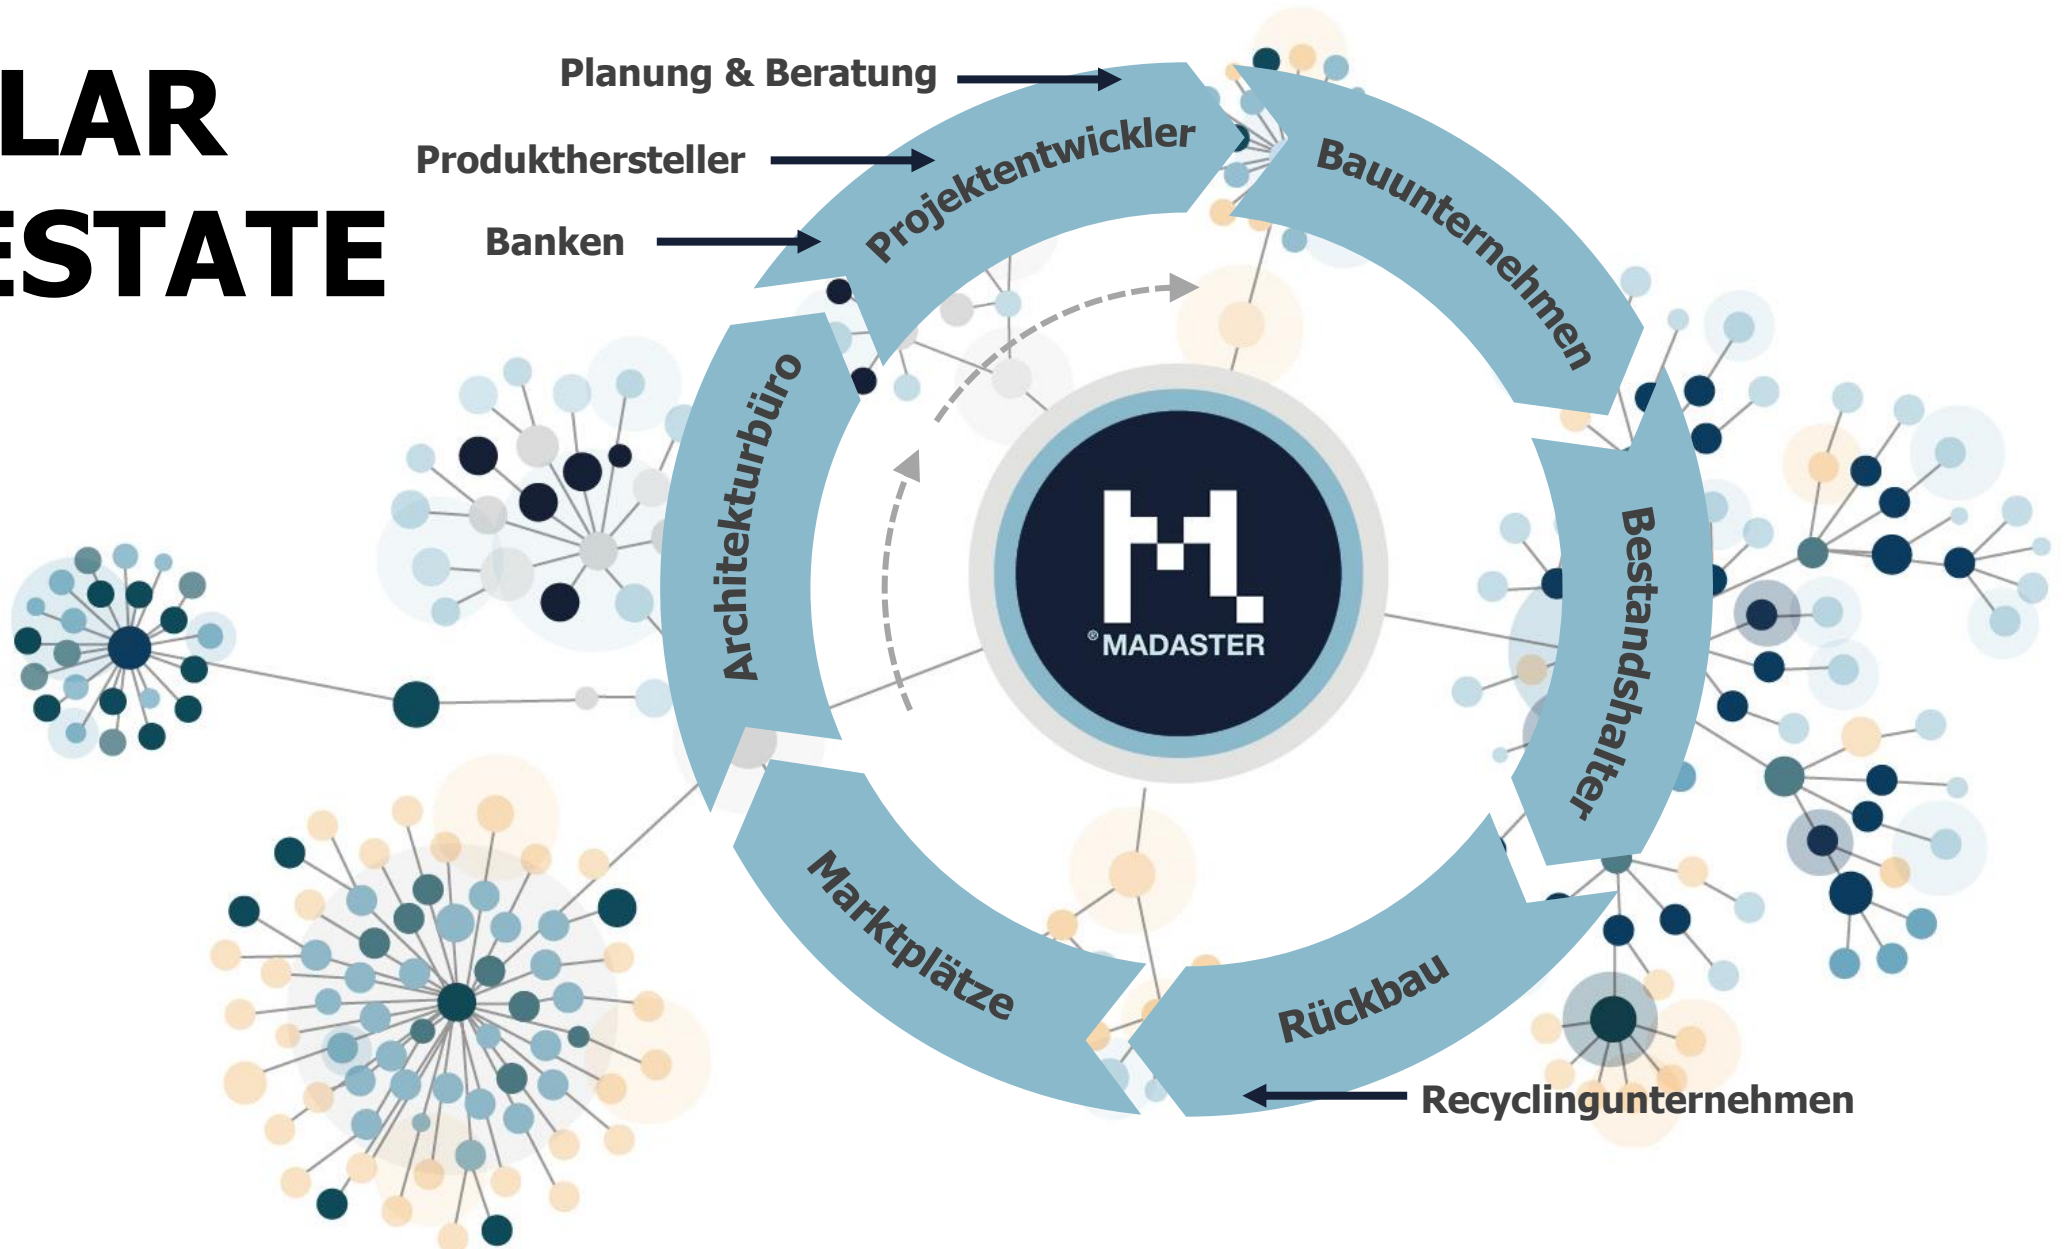 LAR
ESTATE
Planung & Beratung
Produkthersteller
Banken
Projektentwickler
Bauunternehmen
Bestandshalter
Rückbau
Recyclingunternehmen
Marktplätze
Architekturbüro
®MADASTER